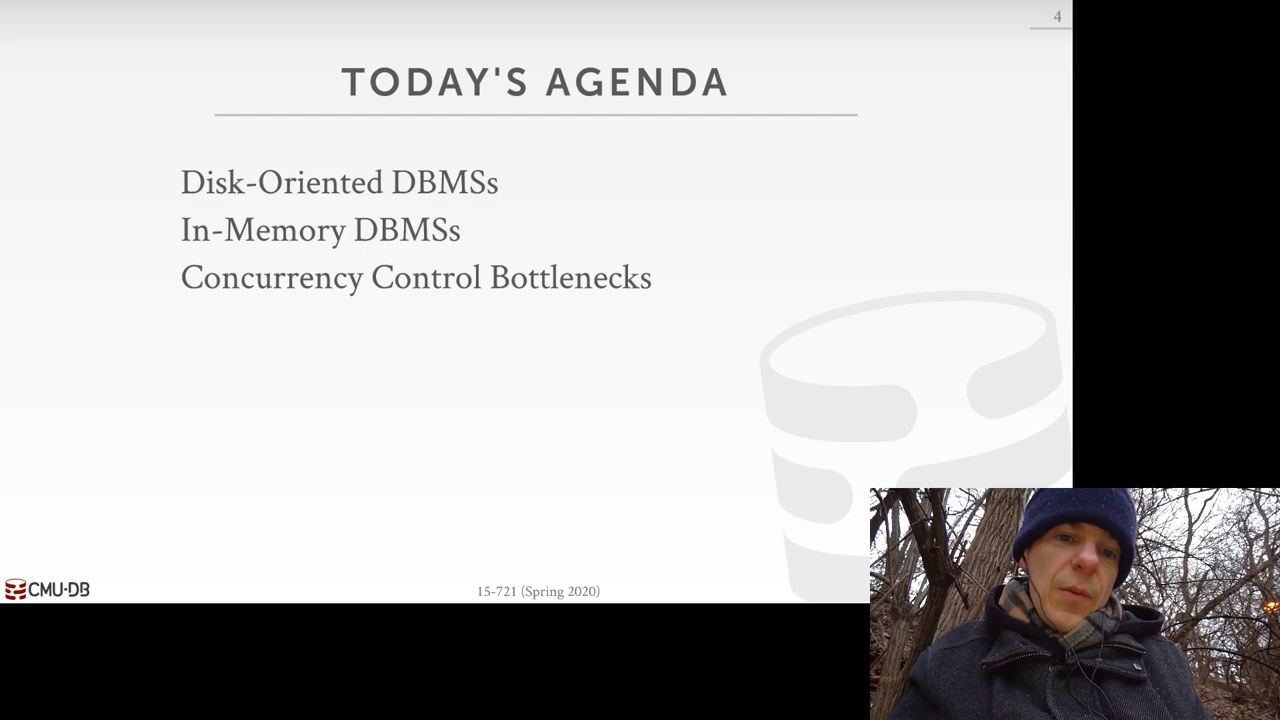 4
TODAY'S AGENDA
Disk-Oriented DBMSs
In-Memory DBMSs
Concurrency Control Bottlenecks
CMU·DB
15-721 (Spring 2020)